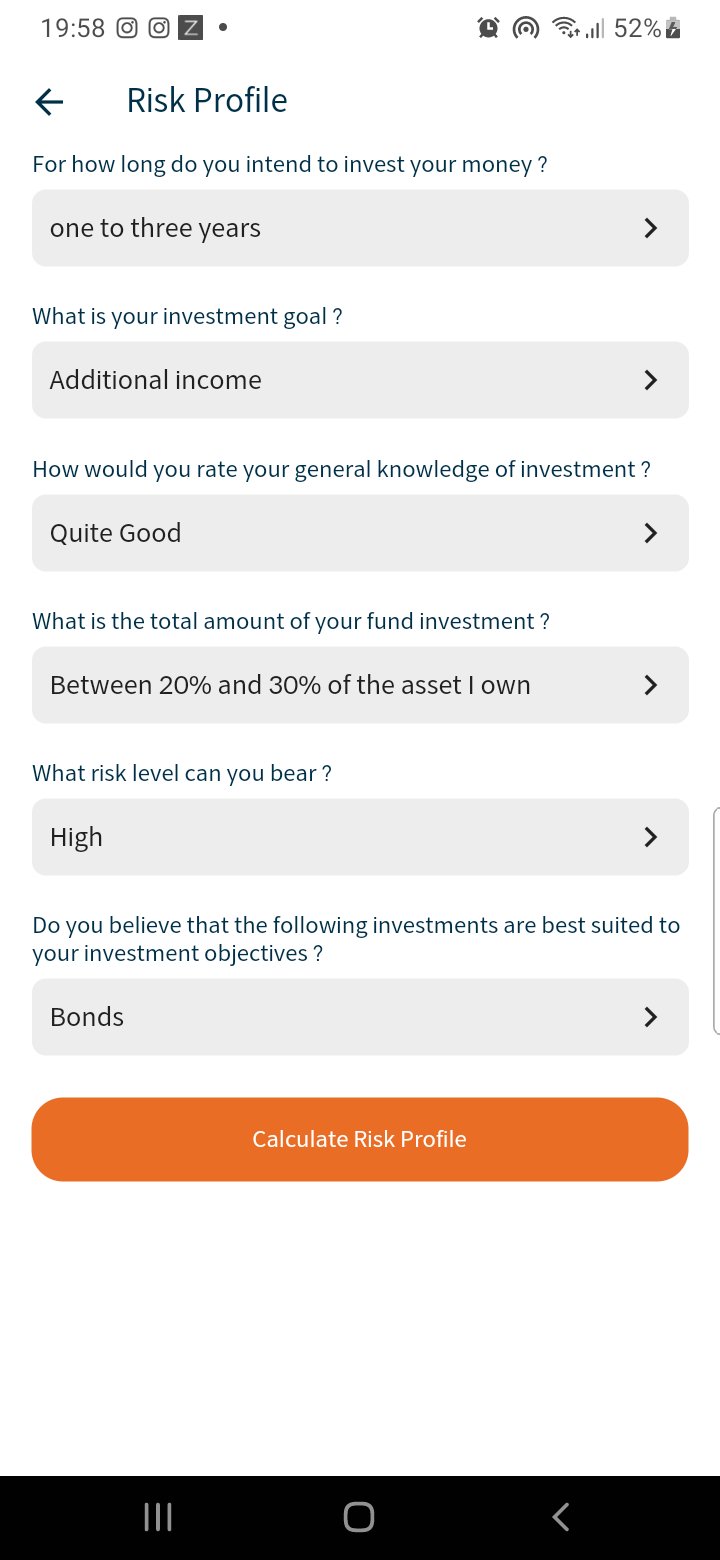 19:58
Z
52%
Risk Profile
For how long do you intend to invest your money ?
one to three years
What is your investment goal ?
Additional income
How would you rate your general knowledge of investment ?
Quite Good
What is the total amount of your fund investment ?
Between 20% and 30% of the asset I own
What risk level can you bear ?
High
Do you believe that the following investments are best suited to
your investment objectives ?
Bonds
Calculate Risk Profile